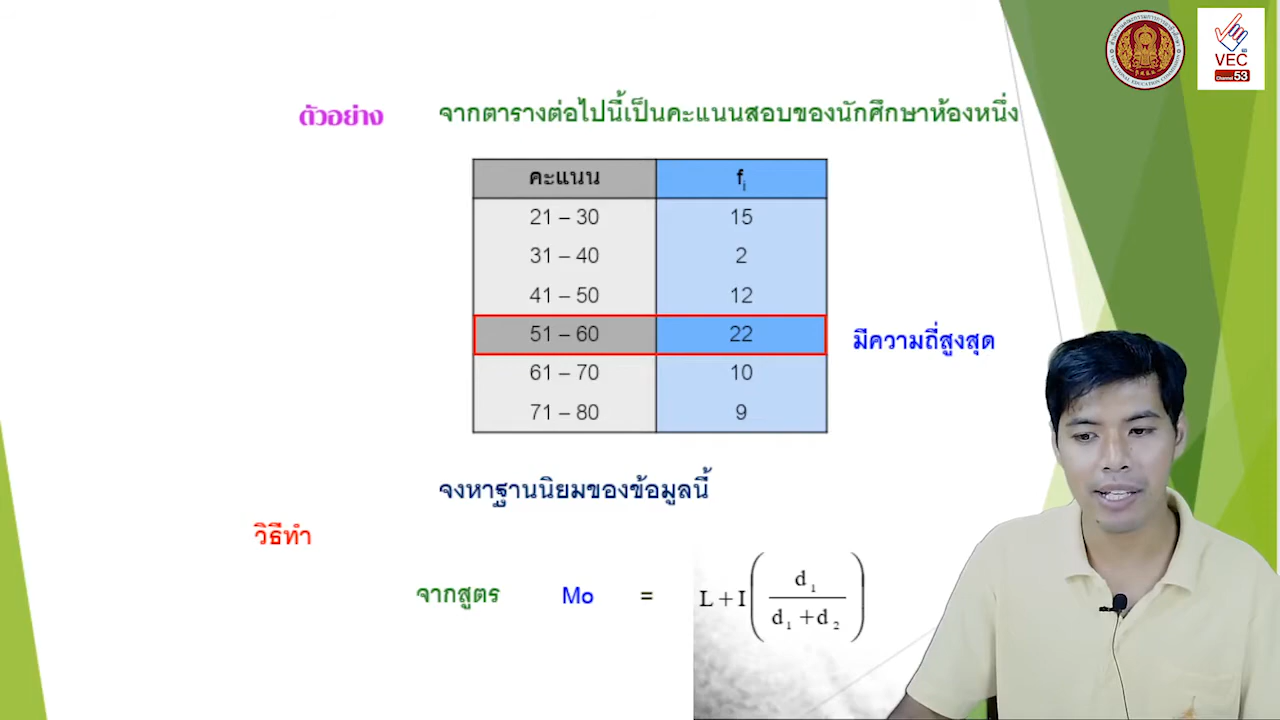 VEC
Channel 53
ตัวอย่าง จากตารางต่อไปนี้เป็นคะแนนสอบของนักศึกษาห้องหนึ่ง
คะแนน fi
21 – 30 15
31 – 40 2
41 – 50 12
51 – 60 22 มีความถี่สูงสุด
61 – 70 10
71 – 80 9
จงหาฐานนิยมของข้อมูลนี้
วิธีทำ
จากสูตร Mo = L + I ( d1 / d1 + d2 )